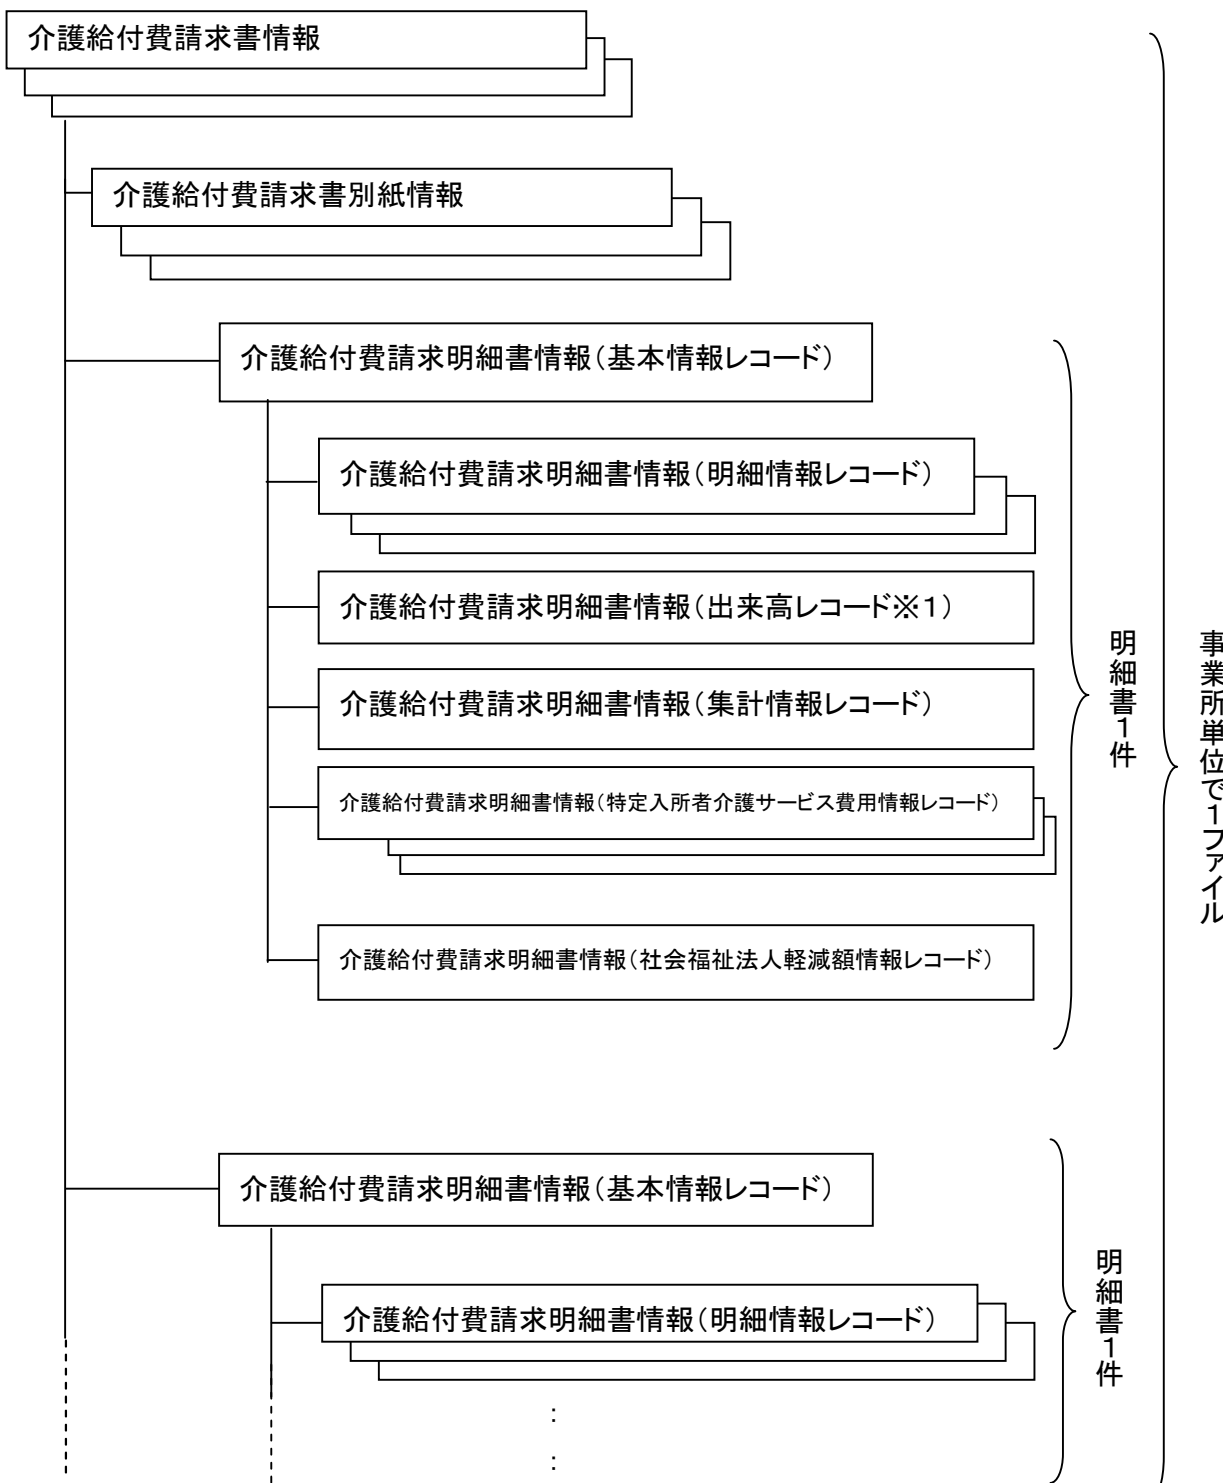 介護給付費請求書情報
介護給付費請求書別紙情報
介護給付費請求明細書情報(基本情報レコード)
介護給付費請求明細書情報(明細情報レコード)
介護給付費請求明細書情報(出来高レコード※1)
介護給付費請求明細書情報(集計情報レコード)
介護給付費請求明細書情報(特定入所者介護サービス費用情報レコード)
介護給付費請求明細書情報(社会福祉法人軽減額情報レコード)
明細書1件
事業所単位で1ファイル
介護給付費請求明細書情報(基本情報レコード)
介護給付費請求明細書情報(明細情報レコード)
:
:
明細書1件